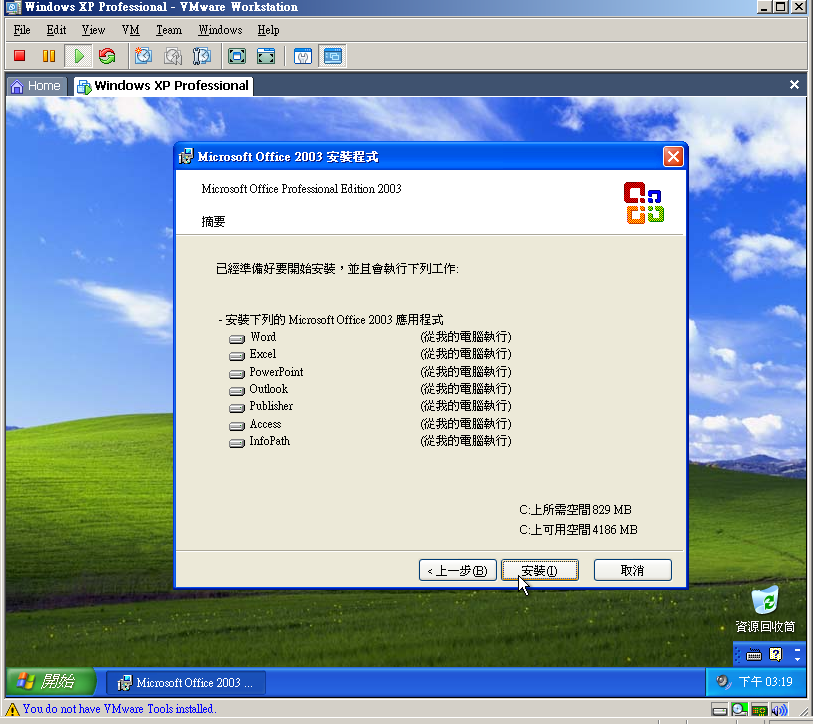 Windows XP Professional - VMware Workstation
File Edit View VM Team Windows Help
Home Windows XP Professional
Microsoft Office 2003 安裝程式
Microsoft Office Professional Edition 2003
摘要
已經準備好要開始安裝，並且會執行下列工作:
- 安裝下列的 Microsoft Office 2003 應用程式
Word (從我的電腦執行)
Excel (從我的電腦執行)
PowerPoint (從我的電腦執行)
Outlook (從我的電腦執行)
Publisher (從我的電腦執行)
Access (從我的電腦執行)
InfoPath (從我的電腦執行)
C:上所需空間 829 MB
C:上可用空間 4186 MB
< 上一步(B) 安裝(I) 取消
資源回收筒
開始 Microsoft Office 2003 ... 下午 03:19
You do not have VMware Tools installed.